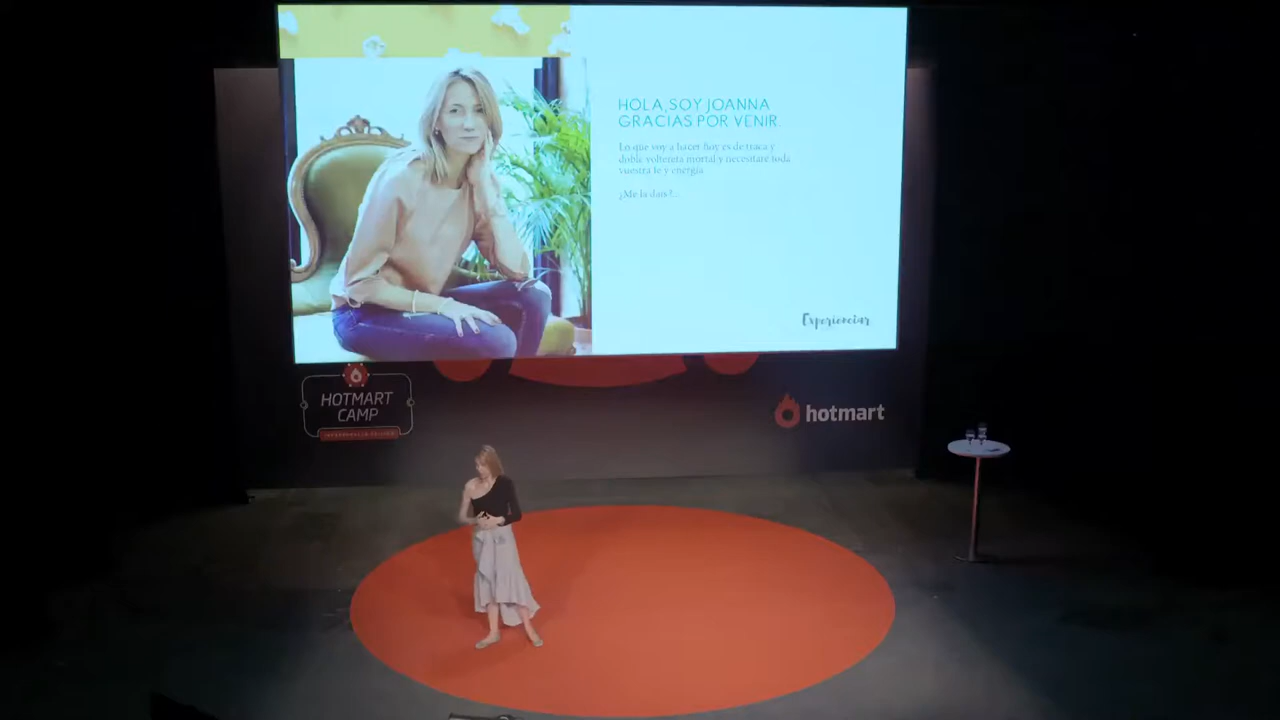 HOLA, SOY JOANNA
GRACIAS POR VENIR.
Lo que voy a hacer hoy es de traca y
doble voltereta mortal y necesitaré toda
vuestra fe y energía
¿Me la dais?...
Experienciar
HOTMART
CAMP
hotmart